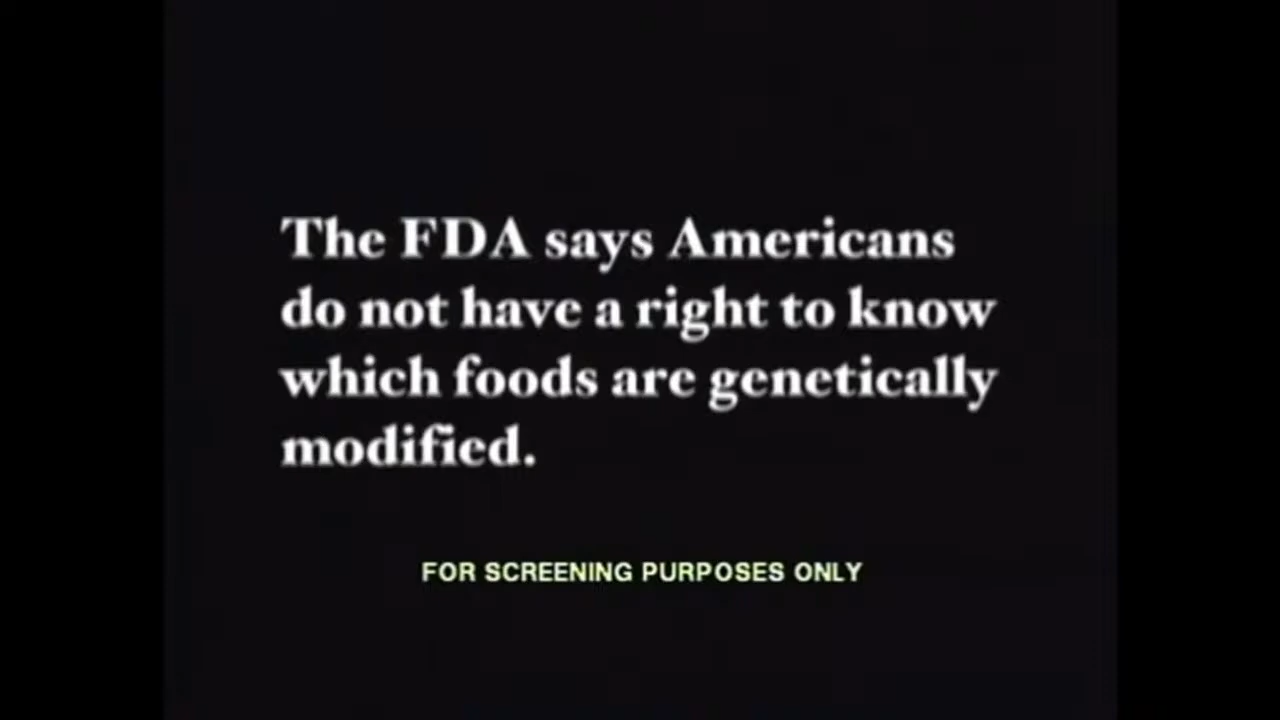 The FDA says Americans
do not have a right to know
which foods are genetically
modified.
FOR SCREENING PURPOSES ONLY